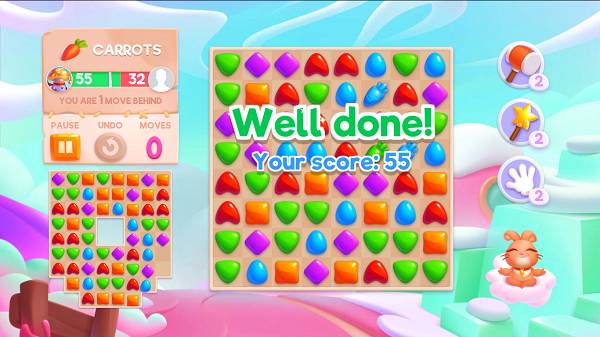 CARROTS
55 32
YOU ARE 1 MOVE BEHIND
PAUSE UNDO MOVES
0
Well done!
Your score: 55
2
2
2